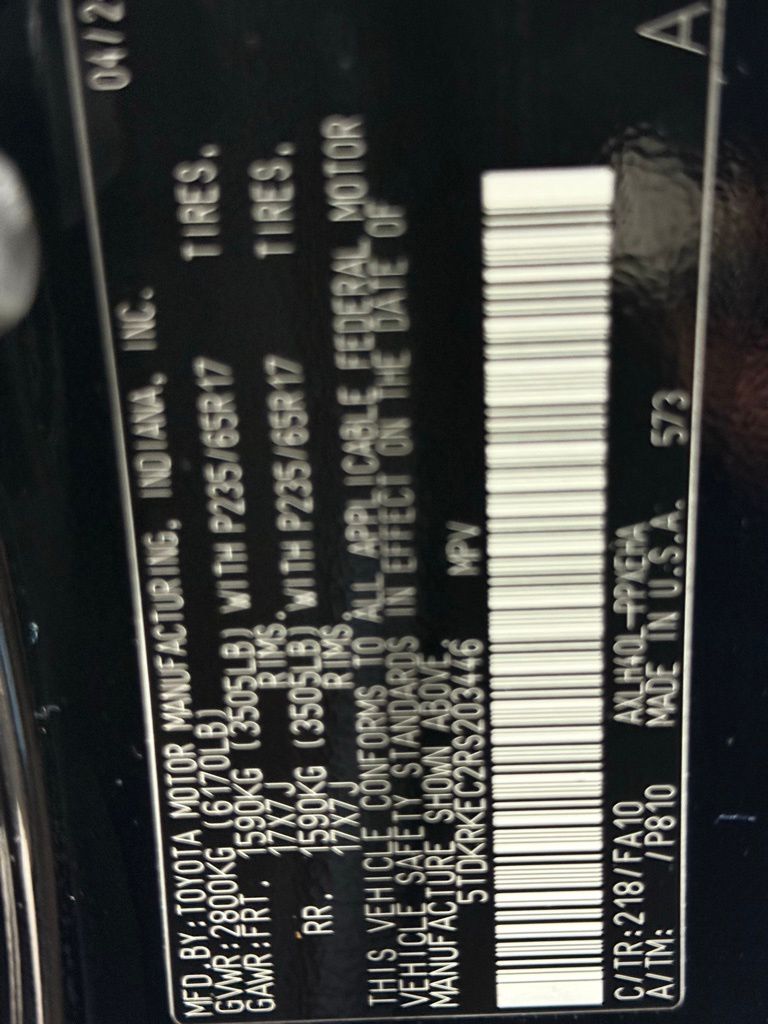 MFD.BY:TOYOTA MOTOR MANUFACTURING, INDIANA, INC. 04/2
GVWR:2800KG (6170LB)
GAWR:FRT. 1590KG (3505LB) WITH P235/65R17 TIRES,
17X7J RIMS.
RR. 1590KG (3505LB) WITH P235/65R17 TIRES,
17X7J RIMS.
THIS VEHICLE CONFORMS TO ALL APPLICABLE FEDERAL MOTOR
VEHICLE SAFETY STANDARDS IN EFFECT ON THE DATE OF
MANUFACTURE SHOWN ABOVE.
5TDKRKEC2RS203446 MPV
C/TR:218/FA10 AXLH40L-PPXEHA
A/TM: /P810 MADE IN U.S.A. 573 A